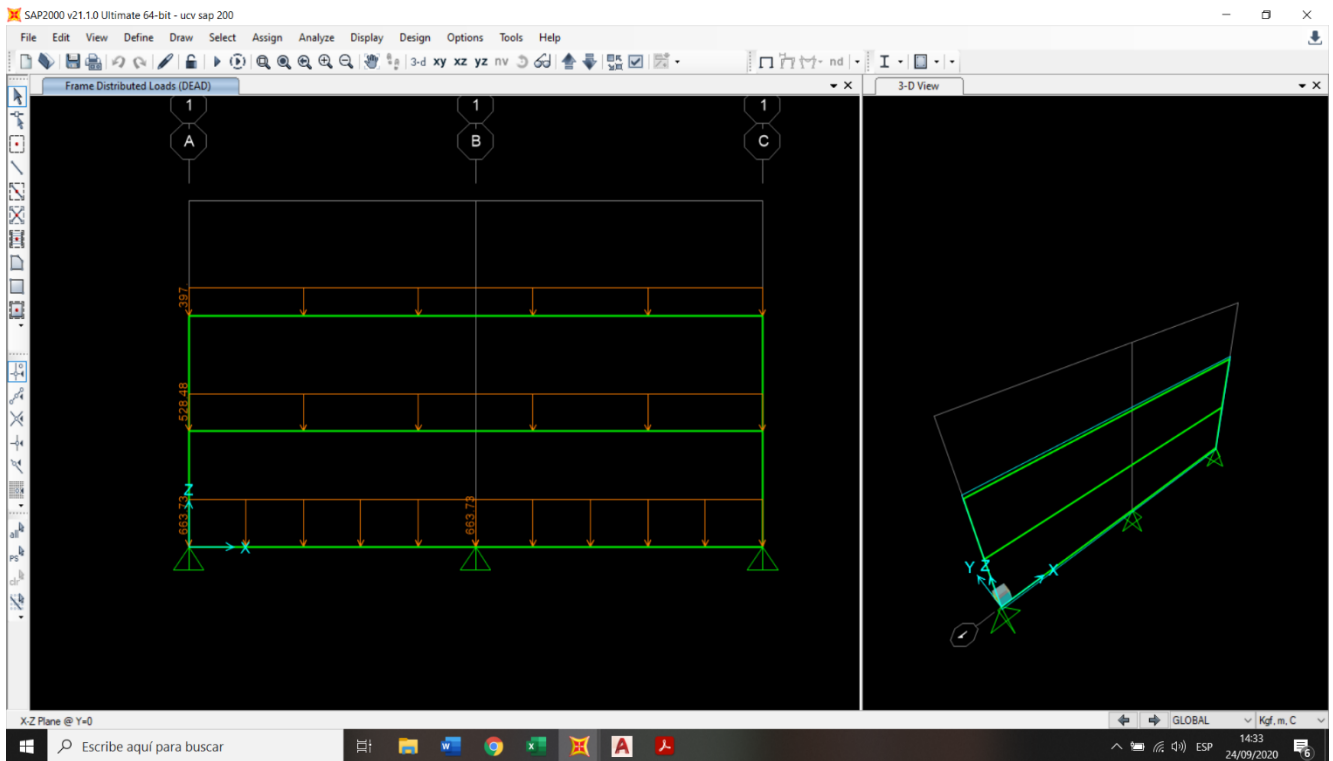 SAP2000 v21.1.0 Ultimate 64-bit - ucv sap 200
File Edit View Define Draw Select Assign Analyze Display Design Options Tools Help
3-d xy xz yz nv
nd
Frame Distributed Loads (DEAD)
3-D View
1 1 1
A B C
397
528.48
663.73 663.73
Z
X
Y Z X
all
PS
clr
X-Z Plane @ Y=0
GLOBAL
Kgf, m, C
Escribe aquí para buscar
ESP
14:33
24/09/2020
6